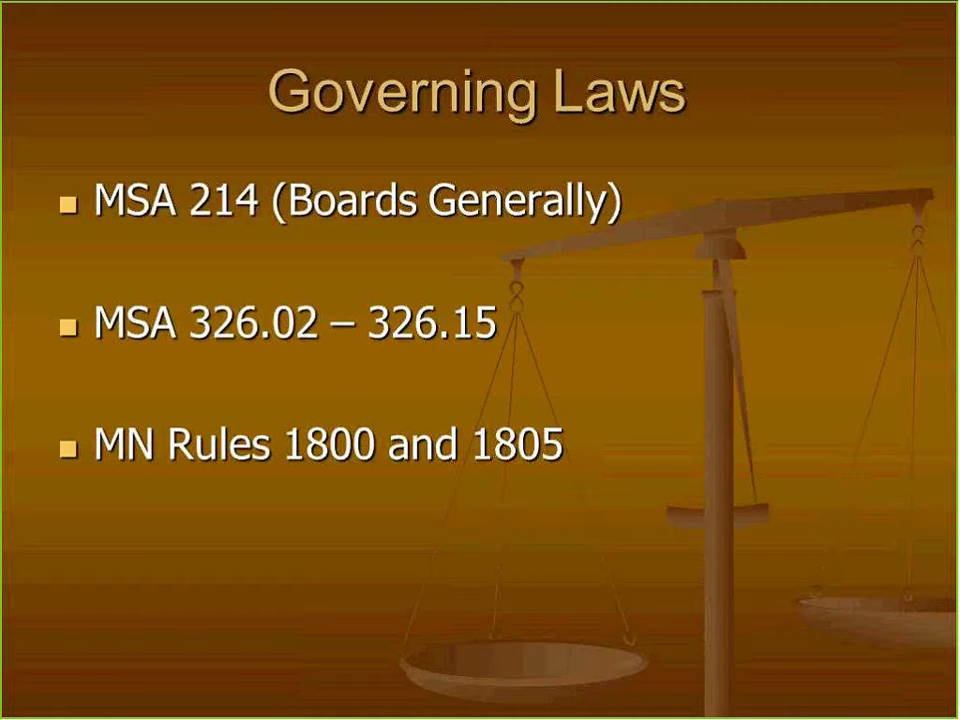 Governing Laws
MSA 214 (Boards Generally)
MSA 326.02 – 326.15
MN Rules 1800 and 1805